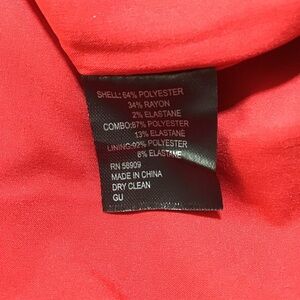 SHELL: 64% POLYESTER
34% RAYON
2% ELASTANE
COMBO:87% POLYESTER
13% ELASTANE
LINING:92% POLYESTER
8% ELASTANE
RN 58909
MADE IN CHINA
DRY CLEAN
GU